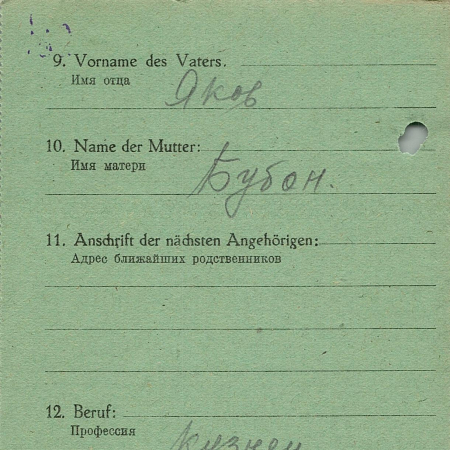 9. Vorname des Vaters.
Имя отца
Яков
10. Name der Mutter:
Имя матери
Бубон.
11. Anschrift der nächsten Angehörigen:
Адрес ближайших родственников
12. Beruf:
Профессия
кузнец